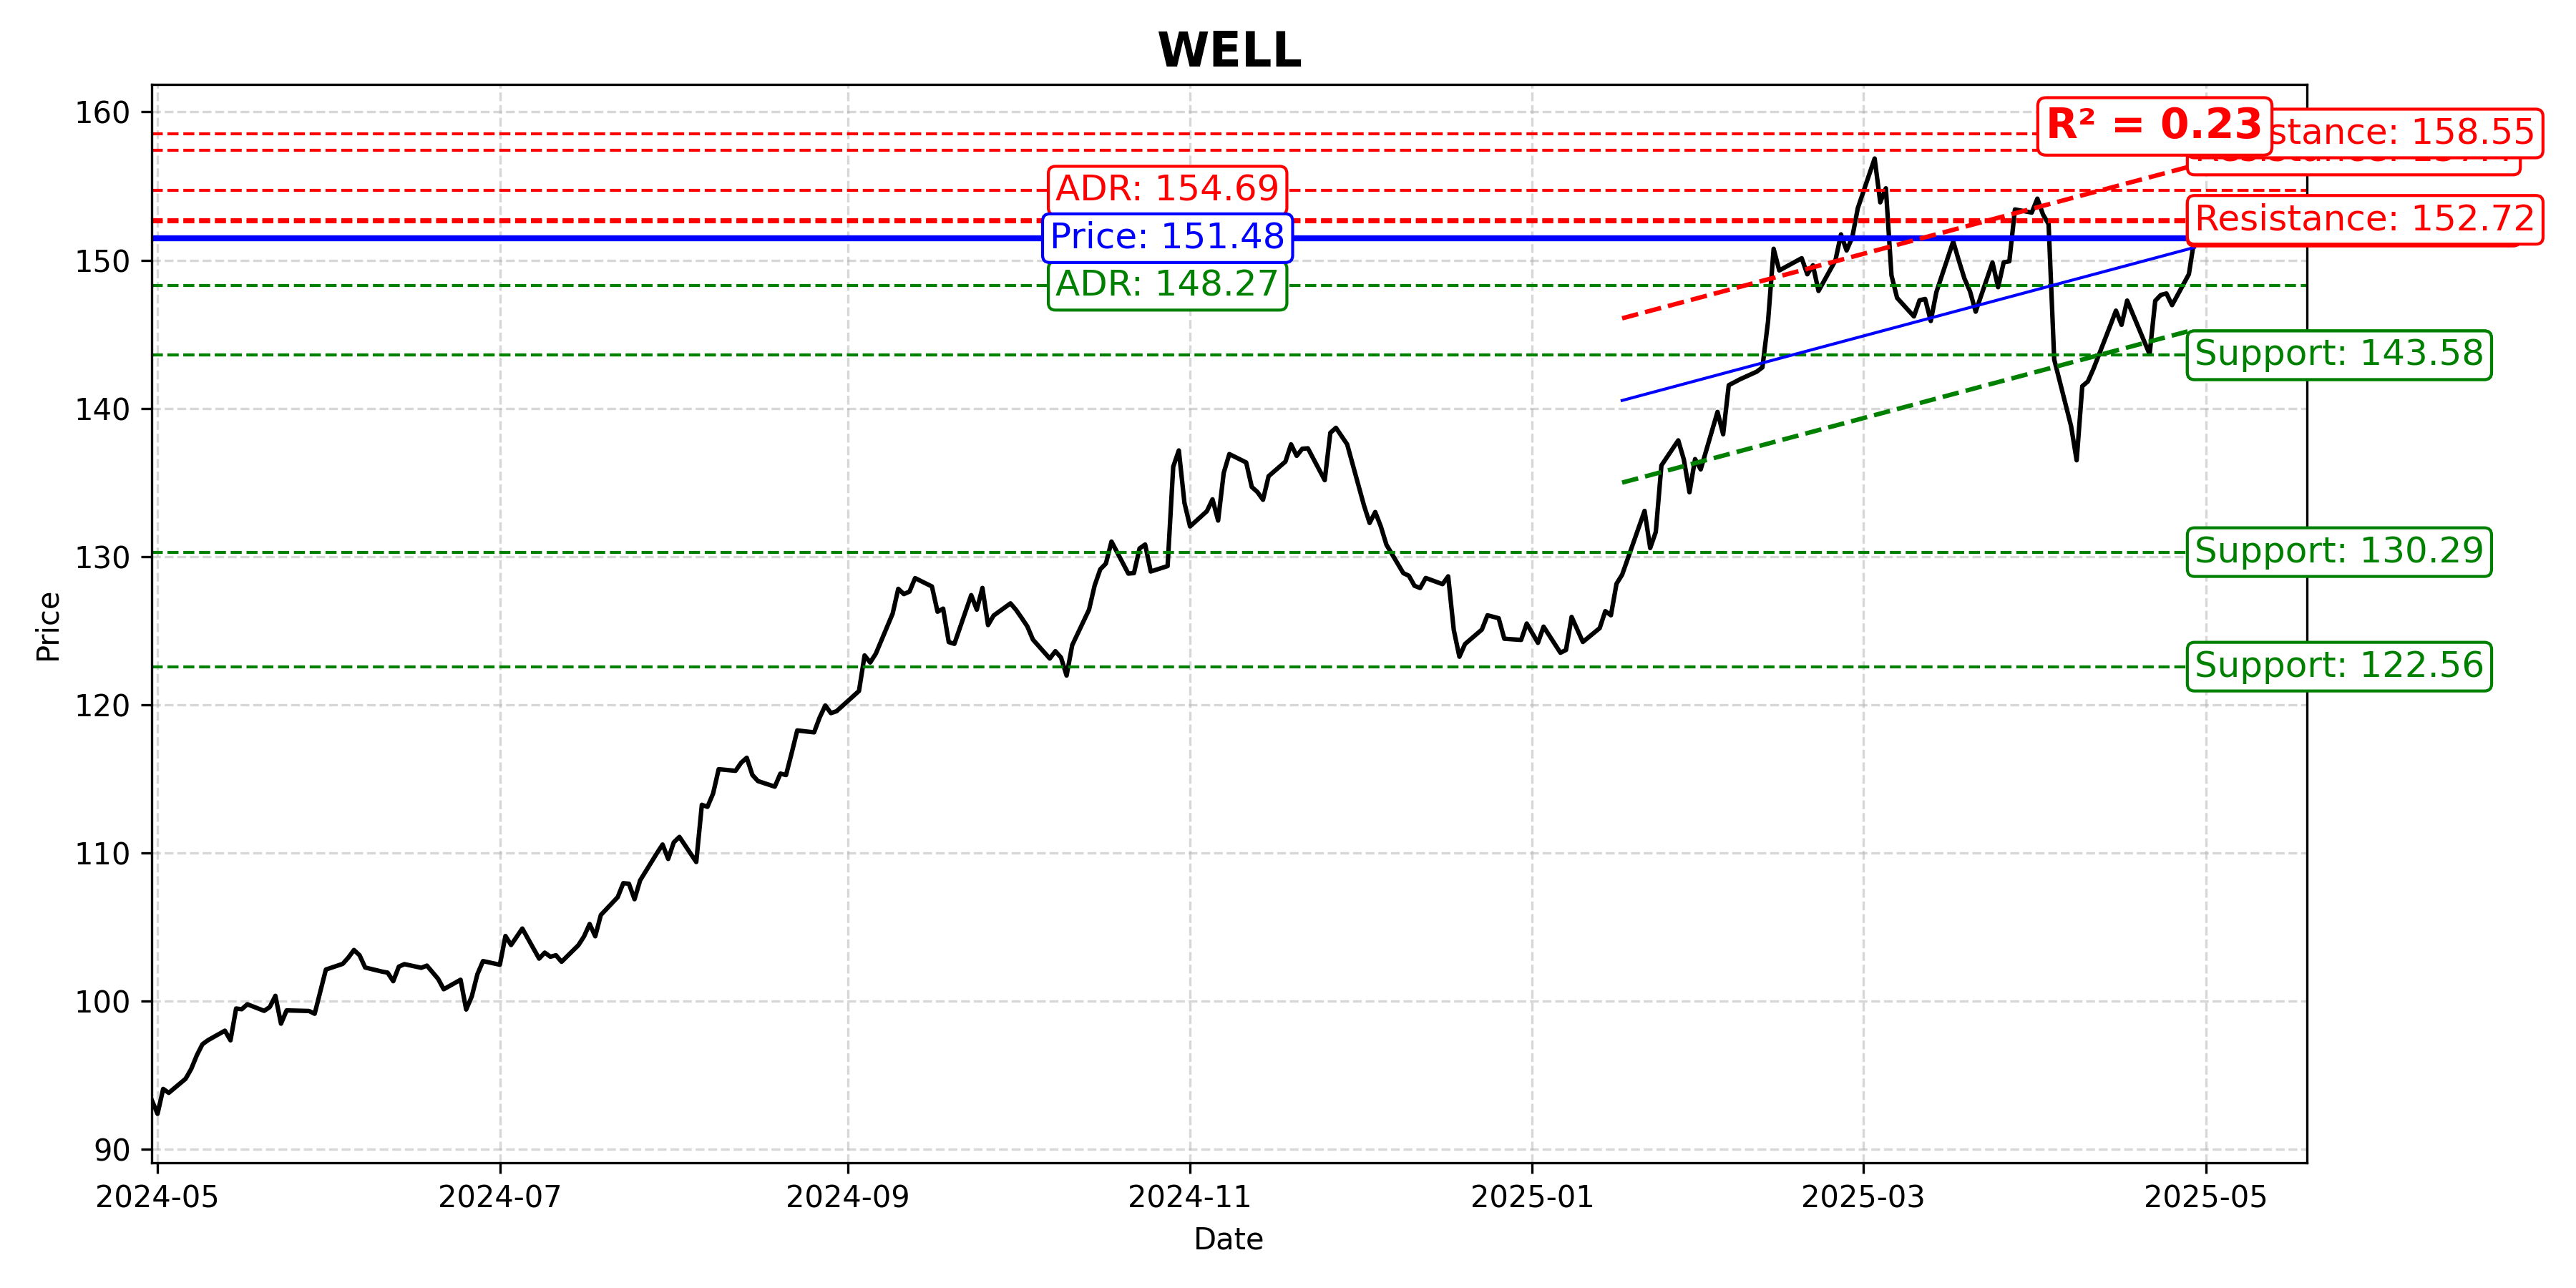 WELL
160
150
140
130
120
110
100
90
Price
R² = 0.23
stance: 158.55
ADR: 154.69
Resistance: 152.72
Price: 151.48
ADR: 148.27
Support: 143.58
Support: 130.29
Support: 122.56
2024-05
2024-07
2024-09
2024-11
2025-01
2025-03
2025-05
Date